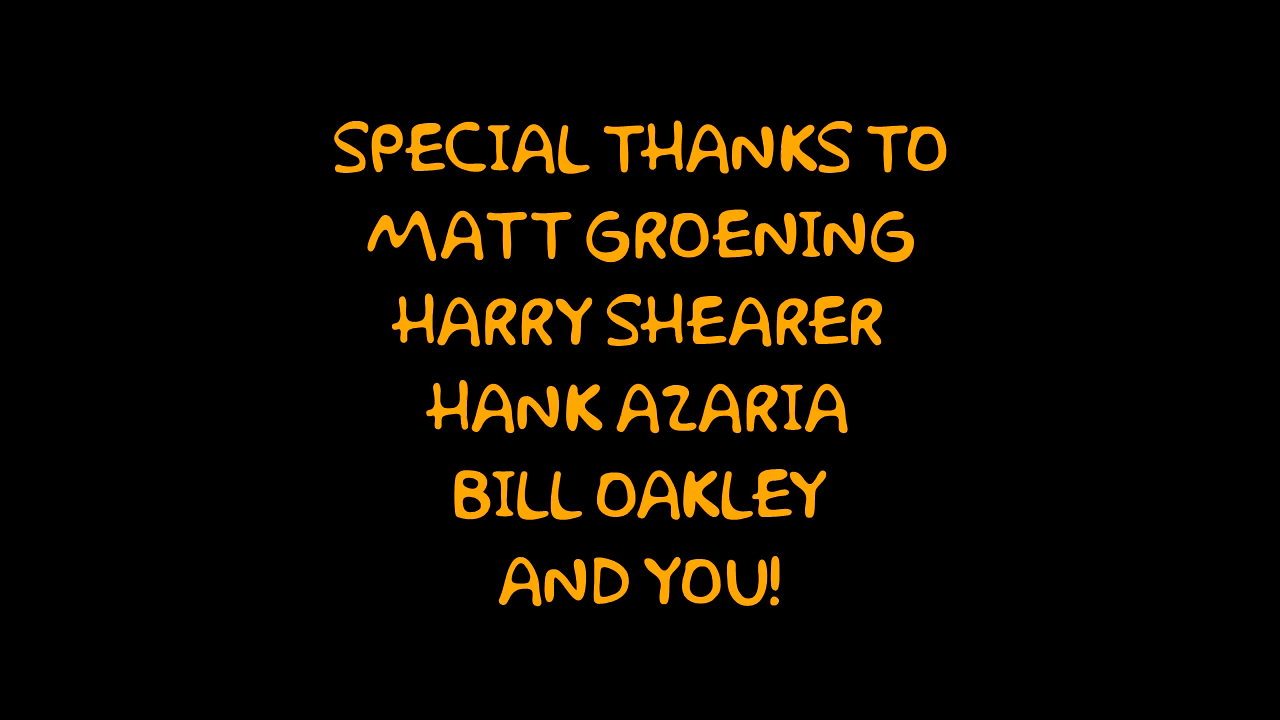 SPECIAL THANKS TO
MATT GROENING
HARRY SHEARER
HANK AZARIA
BILL OAKLEY
AND YOU!